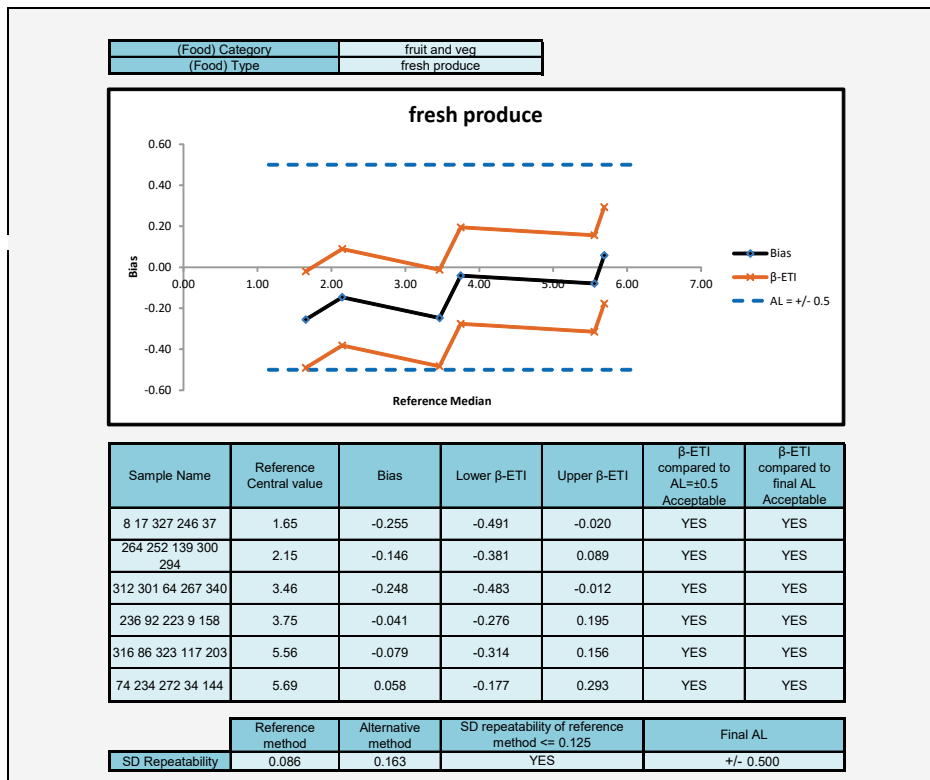 (Food) Category fruit and veg
(Food) Type fresh produce
fresh produce
0.60
0.40
0.20
0.00
-0.20
-0.40
-0.60
Bias
0.00 1.00 2.00 3.00 4.00 5.00 6.00 7.00
Reference Median
Bias
β-ETI
AL = +/- 0.5
Sample Name Reference Central value Bias Lower β-ETI Upper β-ETI β-ETI compared to AL=±0.5 Acceptable β-ETI compared to final AL Acceptable
8 17 327 246 37 1.65 -0.255 -0.491 -0.020 YES YES
264 252 139 300 294 2.15 -0.146 -0.381 0.089 YES YES
312 301 64 267 340 3.46 -0.248 -0.483 -0.012 YES YES
236 92 223 9 158 3.75 -0.041 -0.276 0.195 YES YES
316 86 323 117 203 5.56 -0.079 -0.314 0.156 YES YES
74 234 272 34 144 5.69 0.058 -0.177 0.293 YES YES
Reference method Alternative method SD repeatability of reference method <= 0.125 Final AL
SD Repeatability 0.086 0.163 YES +/- 0.500